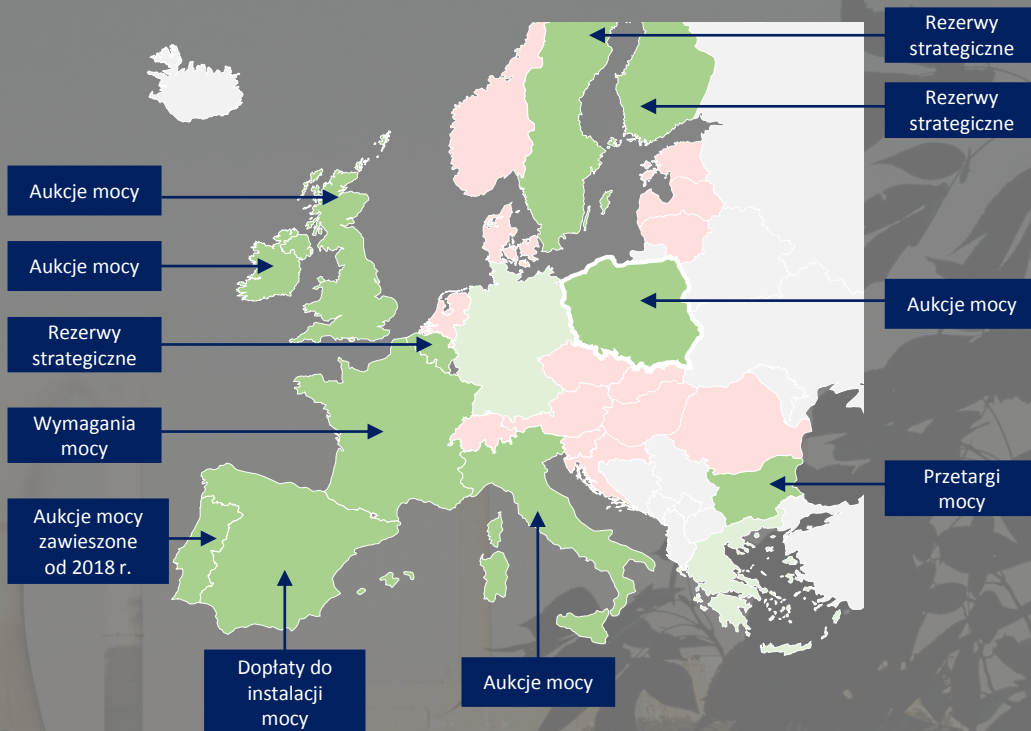 Rezerwy
strategiczne
Rezerwy
strategiczne
Aukcje mocy
Aukcje mocy
Aukcje mocy
Rezerwy
strategiczne
Wymagania
mocy
Przetargi
mocy
Aukcje mocy
zawieszone
od 2018 r.
Dopłaty do
instalacji
mocy
Aukcje mocy